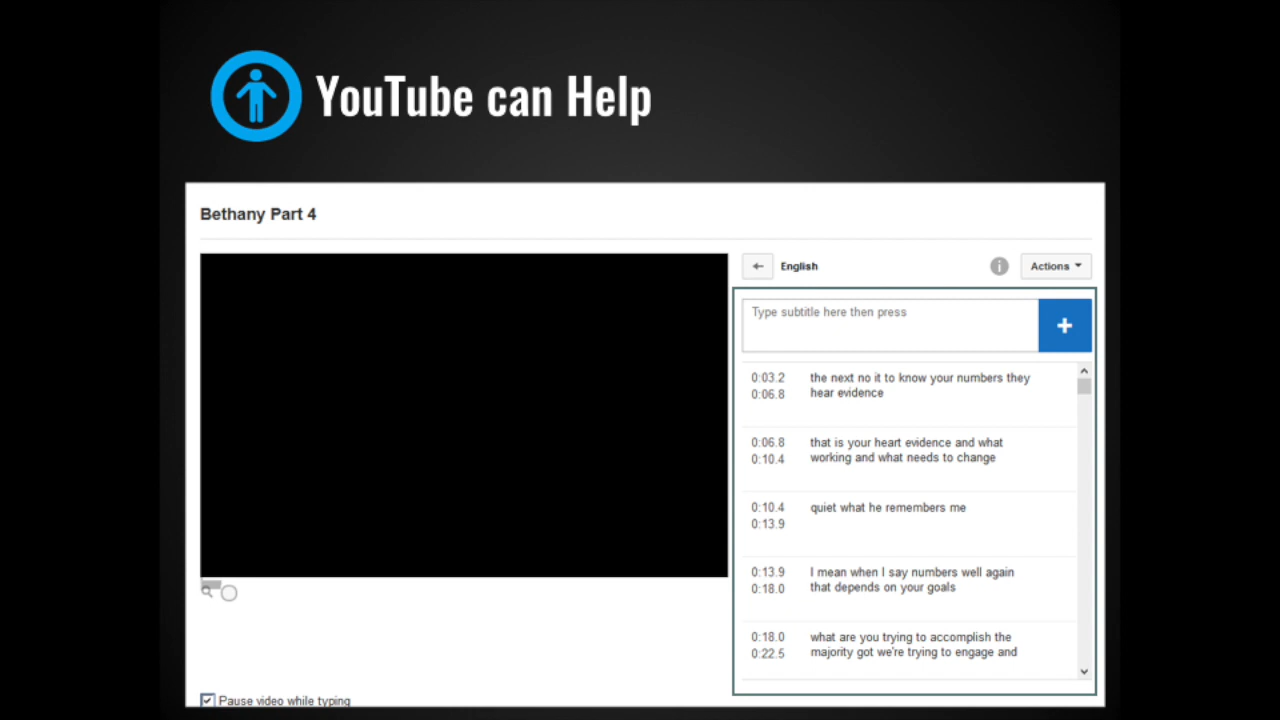 YouTube can Help
Bethany Part 4
English
Actions
Type subtitle here then press
+
0:03.2 the next no it to know your numbers they
0:06.8 hear evidence
0:06.8 that is your heart evidence and what
0:10.4 working and what needs to change
0:10.4 quiet what he remembers me
0:13.9
0:13.9 I mean when I say numbers well again
0:18.0 that depends on your goals
0:18.0 what are you trying to accomplish the
0:22.5 majority got we're trying to engage and
Pause video while typing